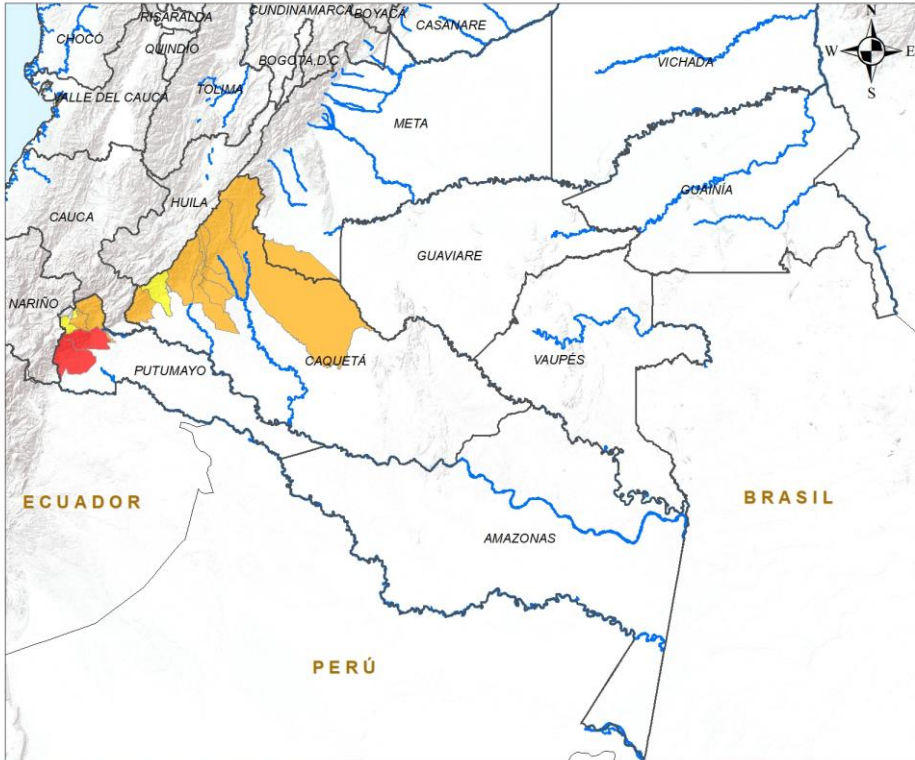 CUNDINAMARCA
BOYACÁ
RISARALDA
CASANARE
N
CHOCÓ
QUINDIO
W
E
BOGOTÁ.D.C
VICHADA
S
VALLE DEL CAUCA
TOLIMA
META
GUAINÍA
HUILA
CAUCA
GUAVIARE
NARIÑO
CAQUETÁ
VAUPÉS
PUTUMAYO
ECUADOR
BRASIL
AMAZONAS
PERÚ